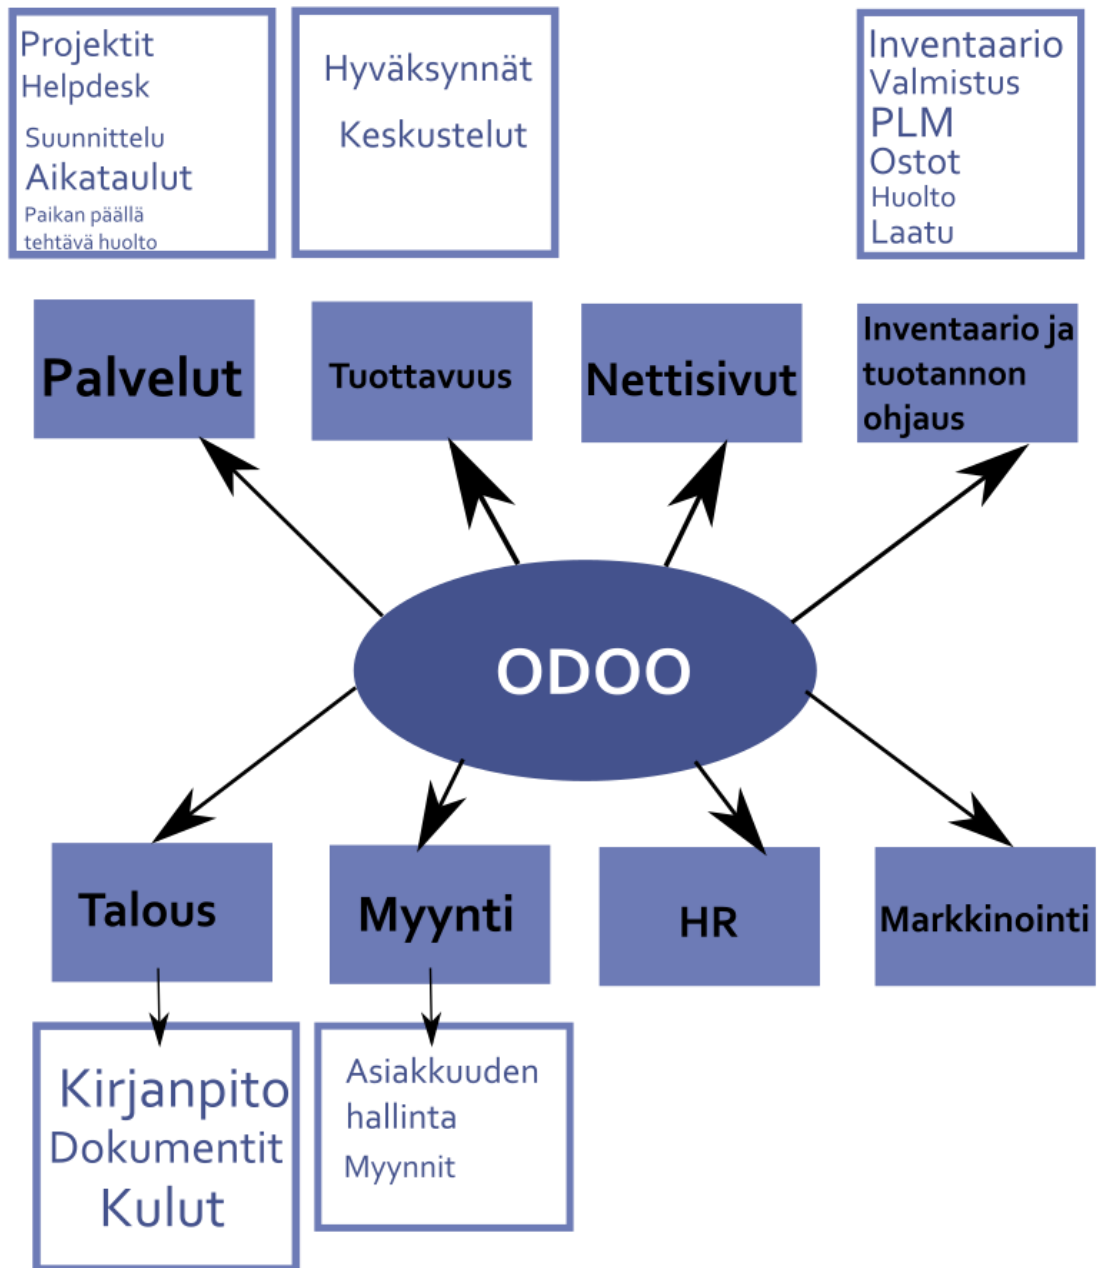 Projektit
Helpdesk
Suunnittelu
Aikataulut
Paikan päällä
tehtävä huolto
Hyväksynnät
Keskustelut
Inventaario
Valmistus
PLM
Ostot
Huolto
Laatu
Palvelut
Tuottavuus
Nettisivut
Inventaario ja
tuotannon
ohjaus
ODOO
Talous
Myynti
HR
Markkinointi
Kirjanpito
Dokumentit
Kulut
Asiakkuuden
hallinta
Myynnit